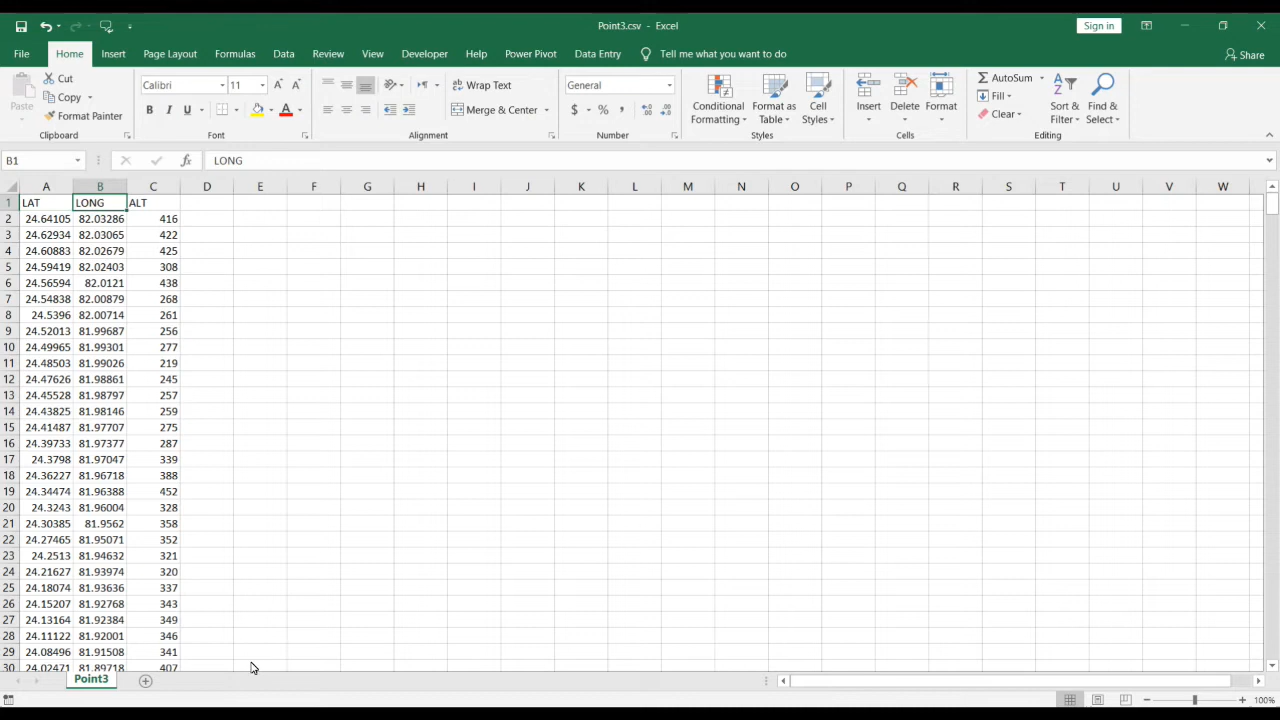 Point3.csv - Excel
Sign in
File Home Insert Page Layout Formulas Data Review View Developer Help Power Pivot Data Entry Tell me what you want to do Share
Paste
Cut
Copy
Format Painter
Clipboard
Calibri 11
B I U
Font
Wrap Text
Merge & Center
Alignment
General
$ % ,
Number
Conditional Formatting
Format as Table
Cell Styles
Styles
Insert Delete Format
Cells
AutoSum
Fill
Clear
Sort & Filter
Find & Select
Editing
B1 fx LONG
A B C D E F G H I J K L M N O P Q R S T U V W
1 LAT LONG ALT
2 24.64105 82.03286 416
3 24.62934 82.03065 422
4 24.60883 82.02679 425
5 24.59419 82.02403 308
6 24.56594 82.0121 438
7 24.54838 82.00879 268
8 24.5396 82.00714 261
9 24.52013 81.99687 256
10 24.49965 81.99301 277
11 24.48503 81.99026 219
12 24.47626 81.98861 245
13 24.45528 81.98797 257
14 24.43825 81.98146 259
15 24.41487 81.97707 275
16 24.39733 81.97377 287
17 24.3798 81.97047 339
18 24.36227 81.96718 388
19 24.34474 81.96388 452
20 24.3243 81.96004 328
21 24.30385 81.9562 358
22 24.27465 81.95071 352
23 24.2513 81.94632 321
24 24.21627 81.93974 320
25 24.18074 81.93636 337
26 24.15207 81.92768 343
27 24.13164 81.92384 349
28 24.11122 81.92001 346
29 24.08496 81.91508 341
30 24.02471 81.89718 407
Point3
100%